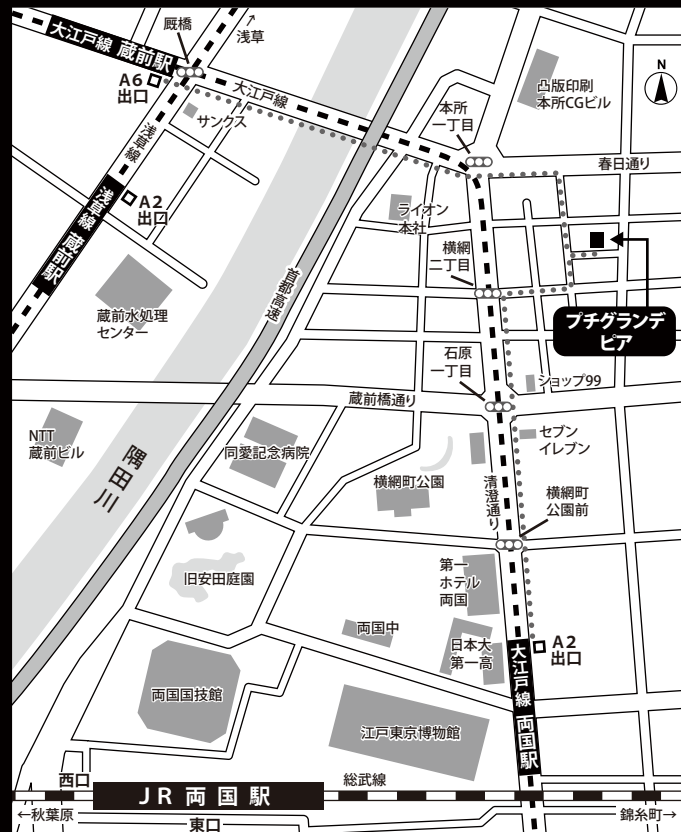 厩橋
浅草
大江戸線 蔵前駅
A6
出口
サンクス
大江戸線
本所
一丁目
凸版印刷
本所CGビル
N
春日通り
浅草線
A2
出口
浅草線 蔵前駅
ライオン
本社
横網
二丁目
蔵前水処理
センター
首都高速
プチグランデ
ピア
石原
一丁目
ショップ99
蔵前橋通り
NTT
蔵前ビル
隅田川
同愛記念病院
セブン
イレブン
横網町公園
清澄通り
横網町
公園前
旧安田庭園
第一
ホテル
両国
両国中
日本大
第一高
A2
出口
大江戸線 両国駅
両国国技館
江戸東京博物館
西口
JR両国駅
総武線
←秋葉原
東口
錦糸町→